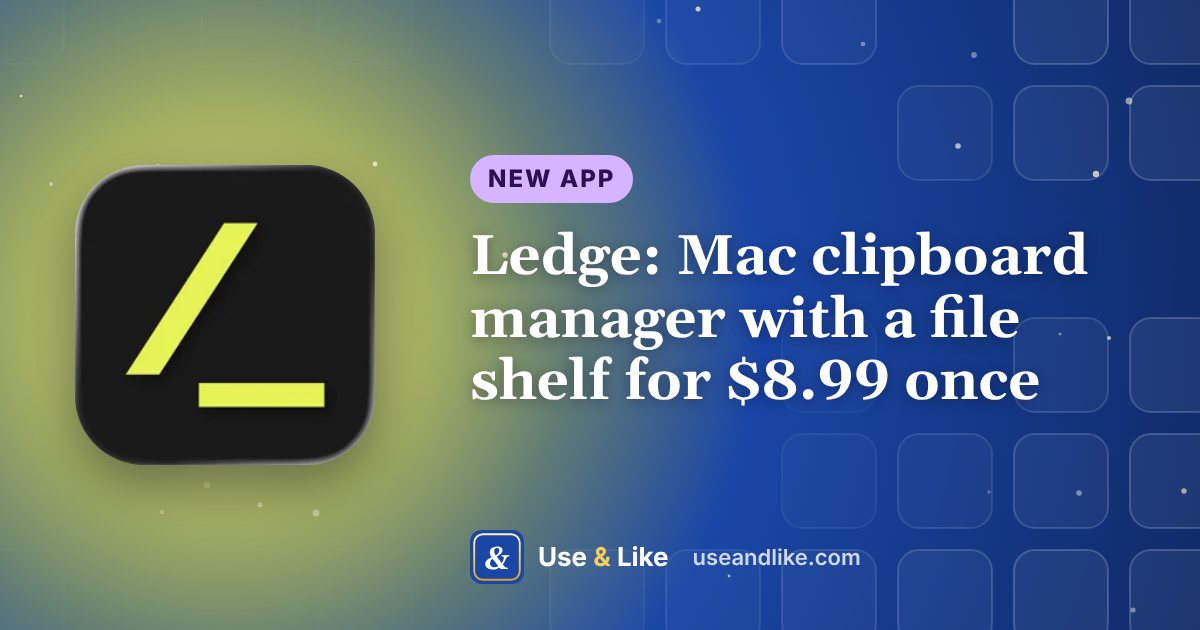 NEW APP
Ledge: Mac clipboard
manager with a file
shelf for $8.99 once
& Use & Like useandlike.com